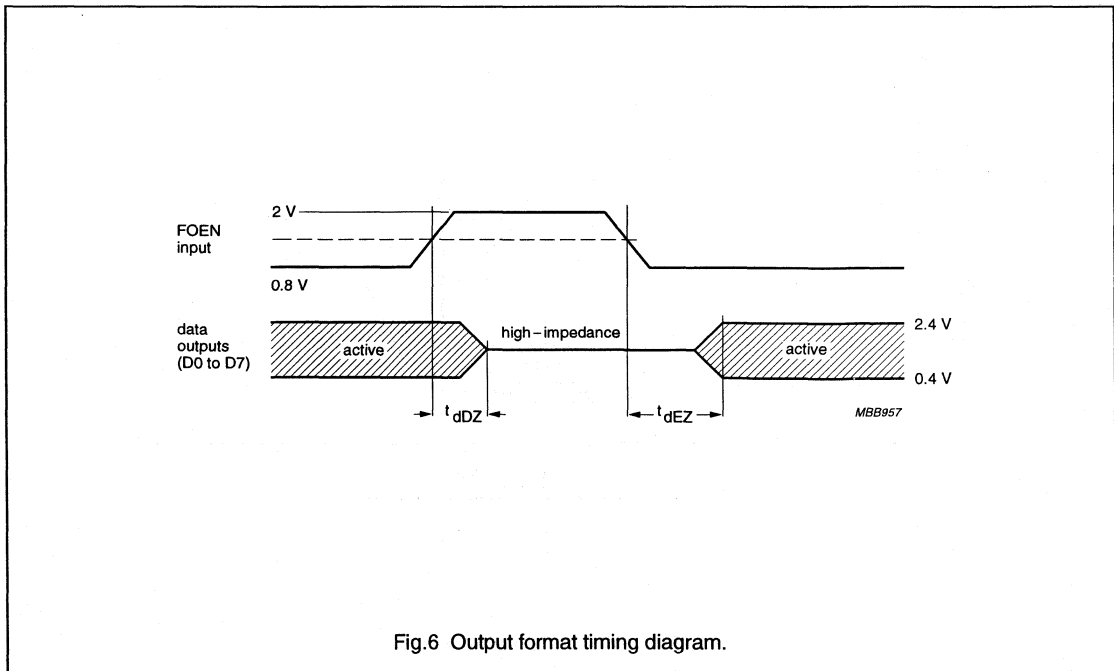 2 V
FOEN
input
0.8 V
data
outputs
(D0 to D7)
active
high–impedance
active
2.4 V
0.4 V
t dDZ
t dEZ
MBB957
Fig.6 Output format timing diagram.